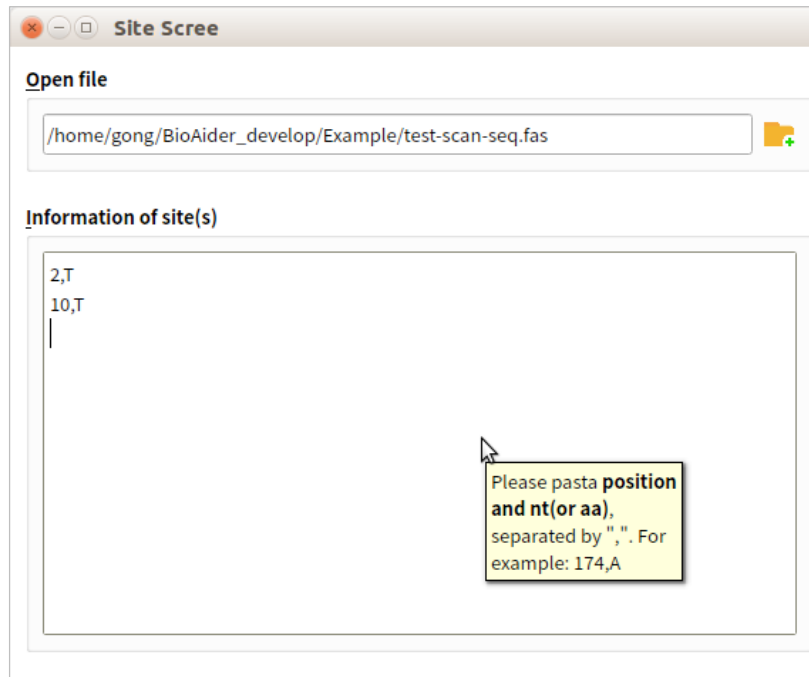 Site Scree
Open file
/home/gong/BioAider_develop/Example/test-scan-seq.fas
Information of site(s)
2,T
10,T
Please pasta position
and nt(or aa),
separated by ",". For
example: 174,A